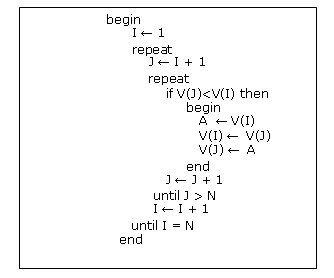 begin
I ← 1
repeat
J ← I + 1
repeat
if V(J)<V(I) then
begin
A ← V(I)
V(I) ← V(J)
V(J) ← A
end
J ← J + 1
until J > N
I ← I + 1
until I = N
end